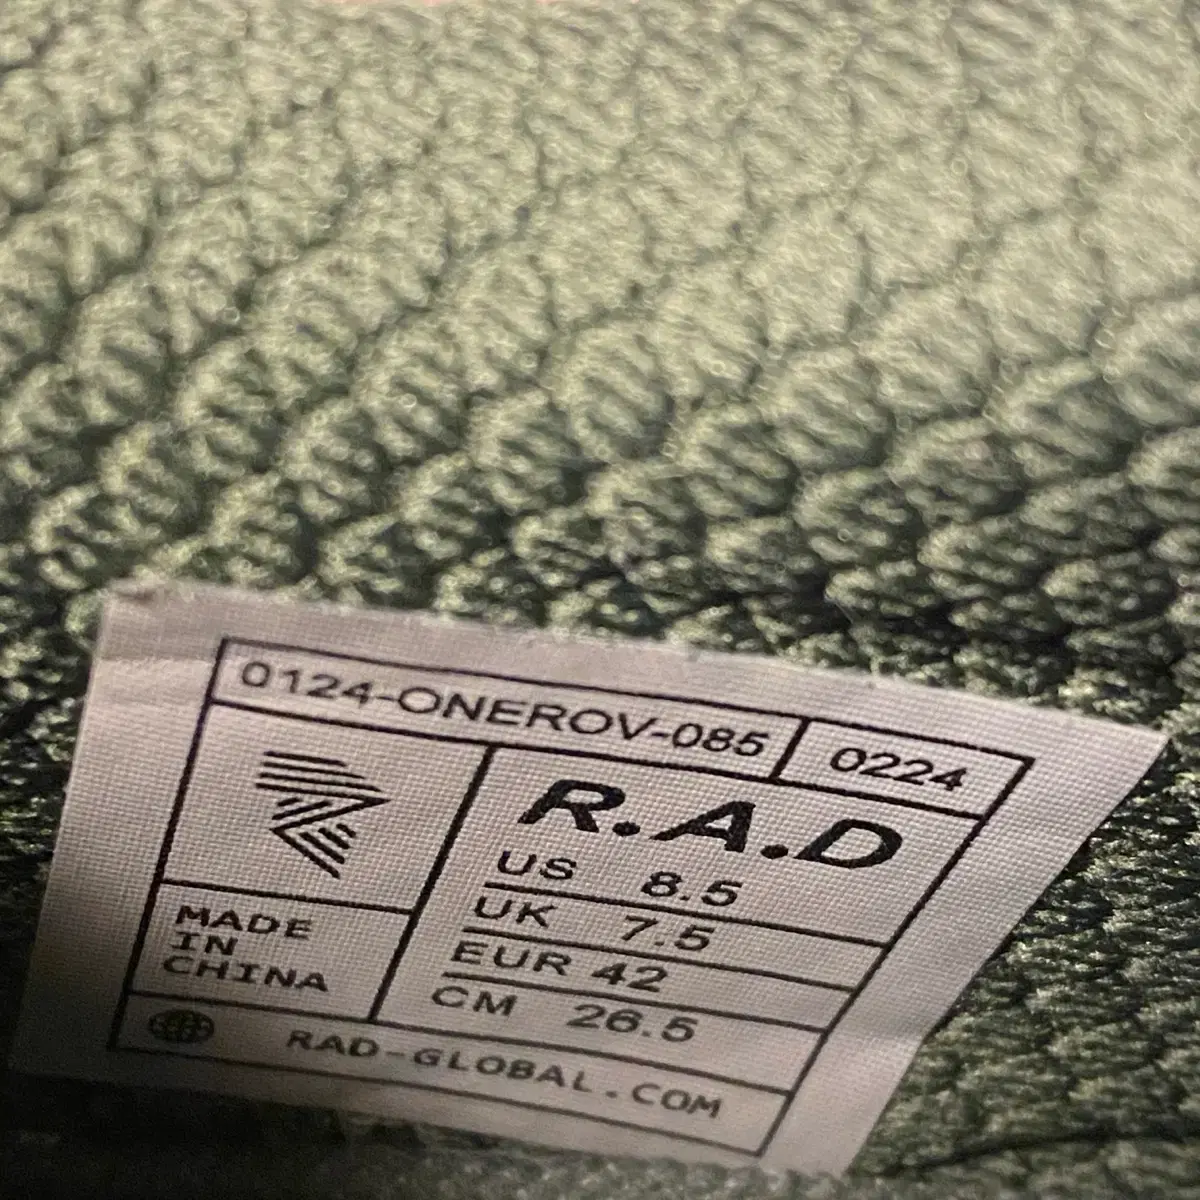 0124-ONEROV-085 0224
R.A.D
US 8.5
UK 7.5
EUR 42
CM 26.5
MADE
IN
CHINA
RAD-GLOBAL.COM